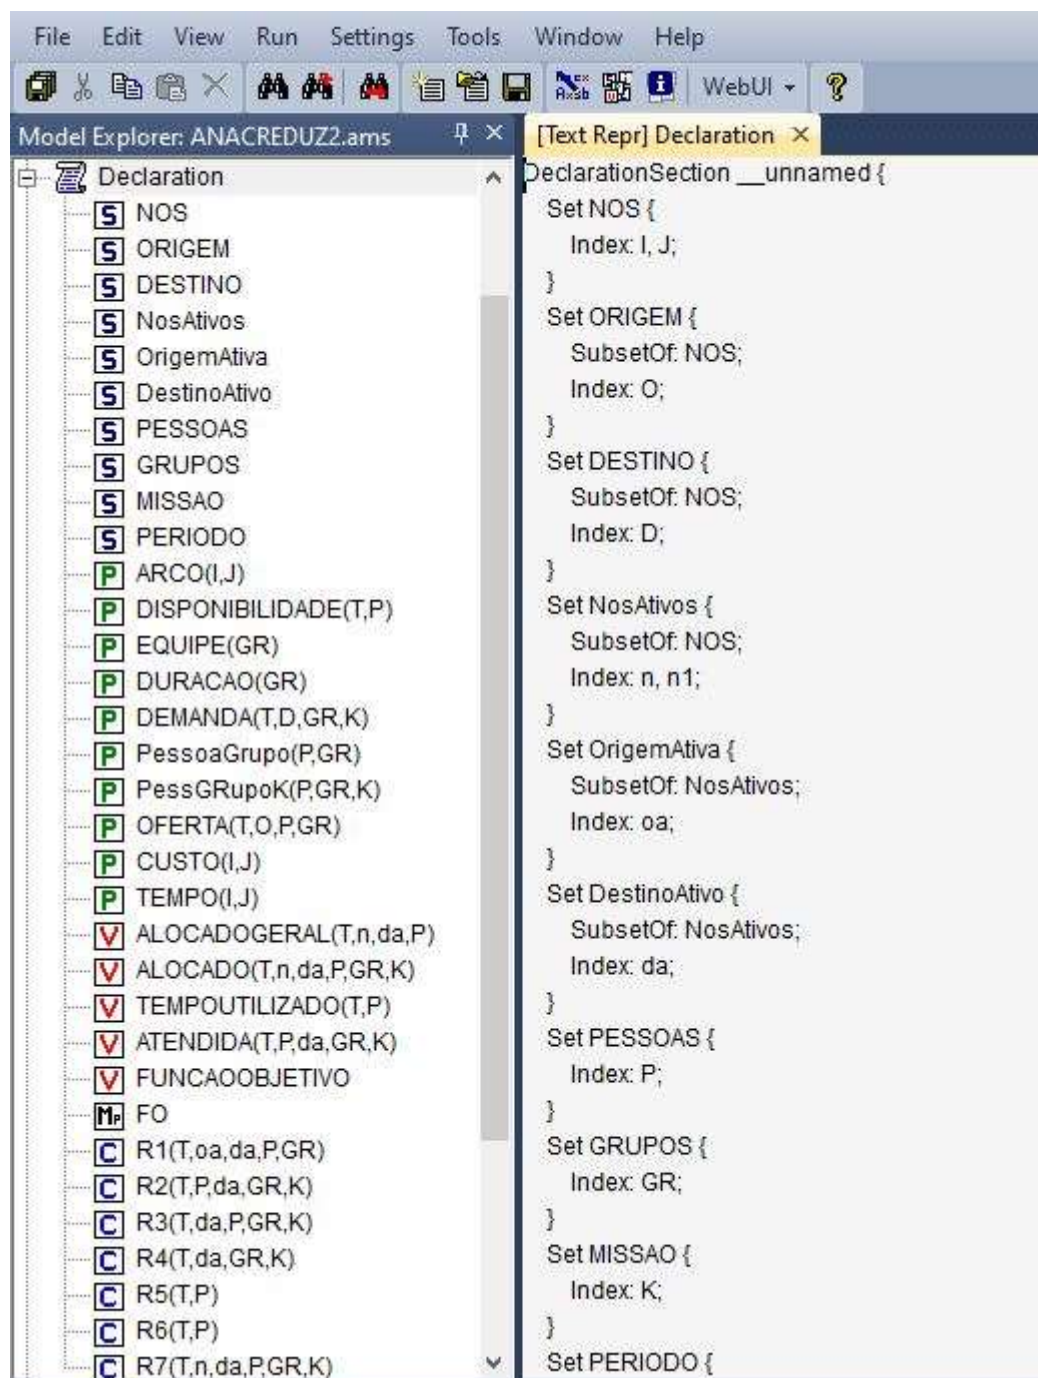 File Edit View Run Settings Tools Window Help
WebUI
Model Explorer: ANACREDUZ2.ams
Declaration
NOS
ORIGEM
DESTINO
NosAtivos
OrigemAtiva
DestinoAtivo
PESSOAS
GRUPOS
MISSAO
PERIODO
ARCO(I,J)
DISPONIBILIDADE(T,P)
EQUIPE(GR)
DURACAO(GR)
DEMANDA(T,D,GR,K)
PessoaGrupo(P,GR)
PessGRupoK(P,GR,K)
OFERTA(T,O,P,GR)
CUSTO(I,J)
TEMPO(I,J)
ALOCADOGERAL(T,n,da,P)
ALOCADO(T,n,da,P,GR,K)
TEMPOUTILIZADO(T,P)
ATENDIDA(T,P,da,GR,K)
FUNCAOOBJETIVO
FO
R1(T,oa,da,P,GR)
R2(T,P,da,GR,K)
R3(T,da,P,GR,K)
R4(T,da,GR,K)
R5(T,P)
R6(T,P)
R7(T,n,da,P,GR,K)
[Text Repr] Declaration
DeclarationSection __unnamed {
Set NOS {
Index: I, J;
}
Set ORIGEM {
SubsetOf: NOS;
Index: O;
}
Set DESTINO {
SubsetOf: NOS;
Index: D;
}
Set NosAtivos {
SubsetOf: NOS;
Index: n, n1;
}
Set OrigemAtiva {
SubsetOf: NosAtivos;
Index: oa;
}
Set DestinoAtivo {
SubsetOf: NosAtivos;
Index: da;
}
Set PESSOAS {
Index: P;
}
Set GRUPOS {
Index: GR;
}
Set MISSAO {
Index: K;
}
Set PERIODO {